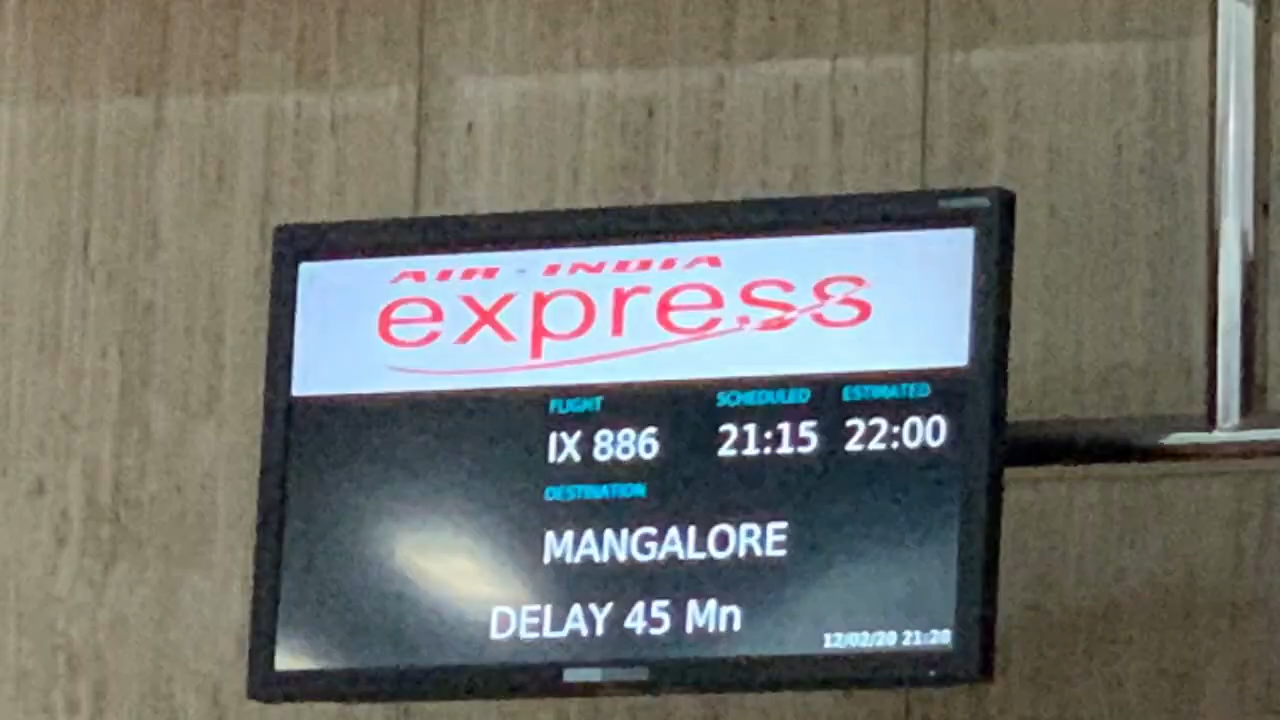 AIR-INDIA
express
FLIGHT SCHEDULED ESTIMATED
IX 886 21:15 22:00
DESTINATION
MANGALORE
DELAY 45 Mn
12/02/20 21:20